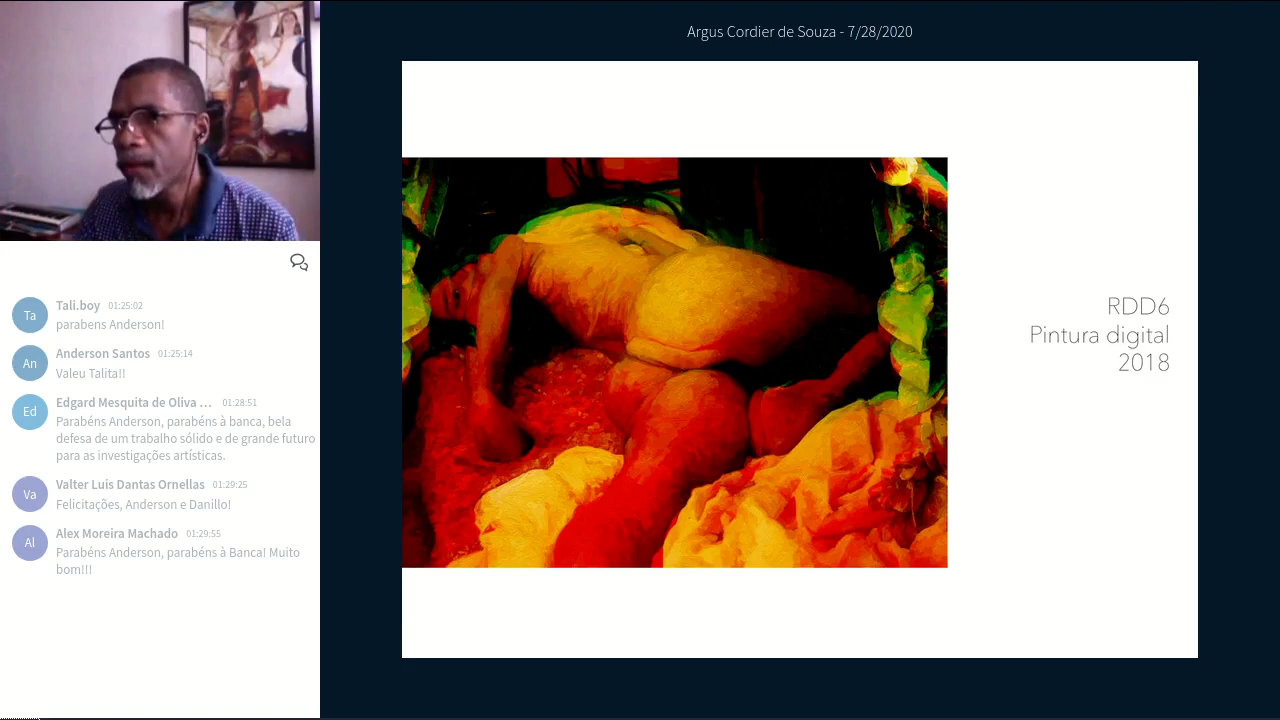 Argus Cordier de Souza - 7/28/2020
Ta
Tali.boy 01:25:02
parabens Anderson!
An
Anderson Santos 01:25:14
Valeu Talita!!
Ed
Edgard Mesquita de Oliva ... 01:28:51
Parabéns Anderson, parabéns à banca, bela
defesa de um trabalho sólido e de grande futuro
para as investigações artísticas.
Va
Valter Luis Dantas Ornellas 01:29:25
Felicitações, Anderson e Danillo!
Al
Alex Moreira Machado 01:29:55
Parabéns Anderson, parabéns à Banca! Muito
bom!!!
RDD6
Pintura digital
2018